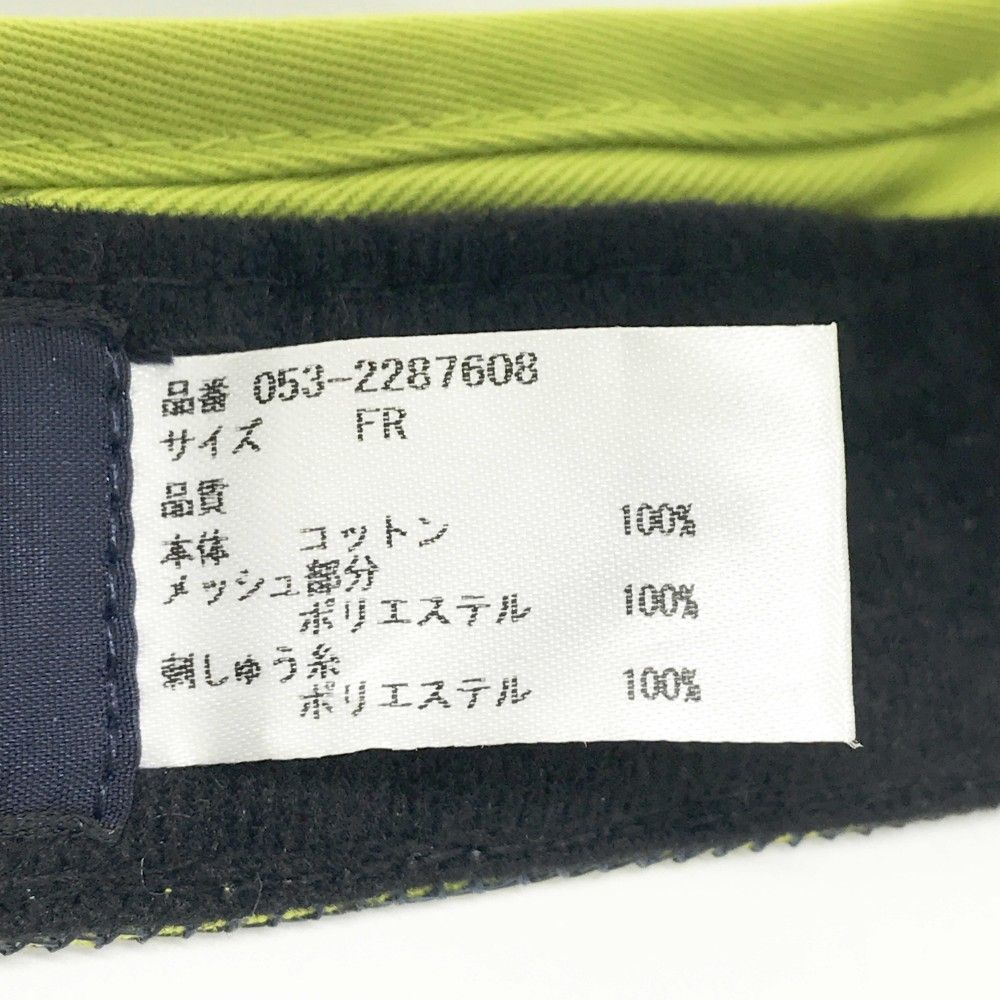 品番 053-2287608
サイズ FR
品質
本体 コットン 100%
メッシュ部分
ポリエステル 100%
刺しゅう糸
ポリエステル 100%